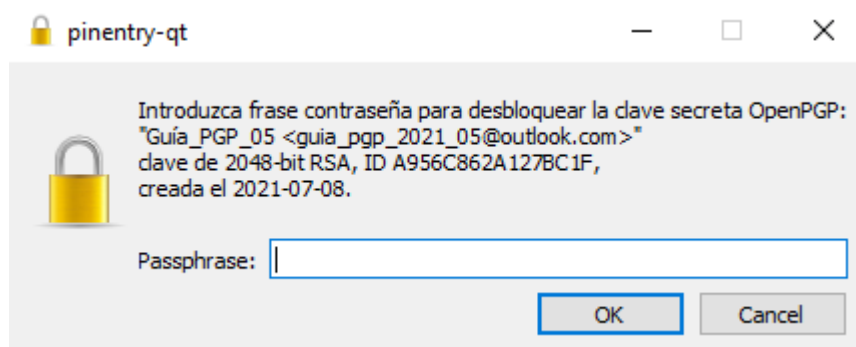 pinentry-qt
Introduzca frase contraseña para desbloquear la clave secreta OpenPGP:
"Guía_PGP_05 <guia_pgp_2021_05@outlook.com>"
clave de 2048-bit RSA, ID A956C862A127BC1F,
creada el 2021-07-08.
Passphrase:
OK Cancel